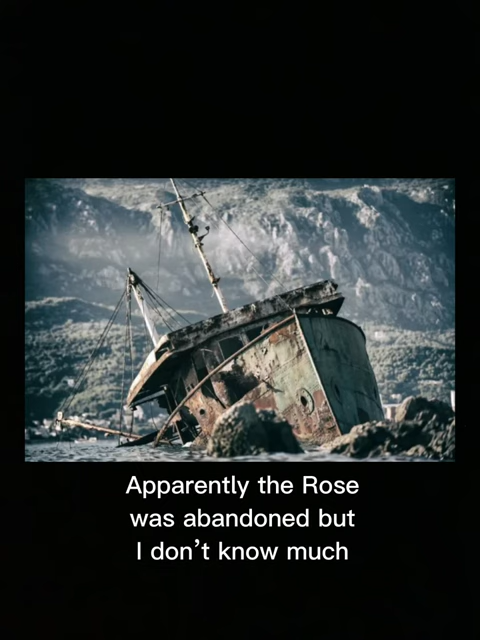 Apparently the Rose
was abandoned but
I don’t know much